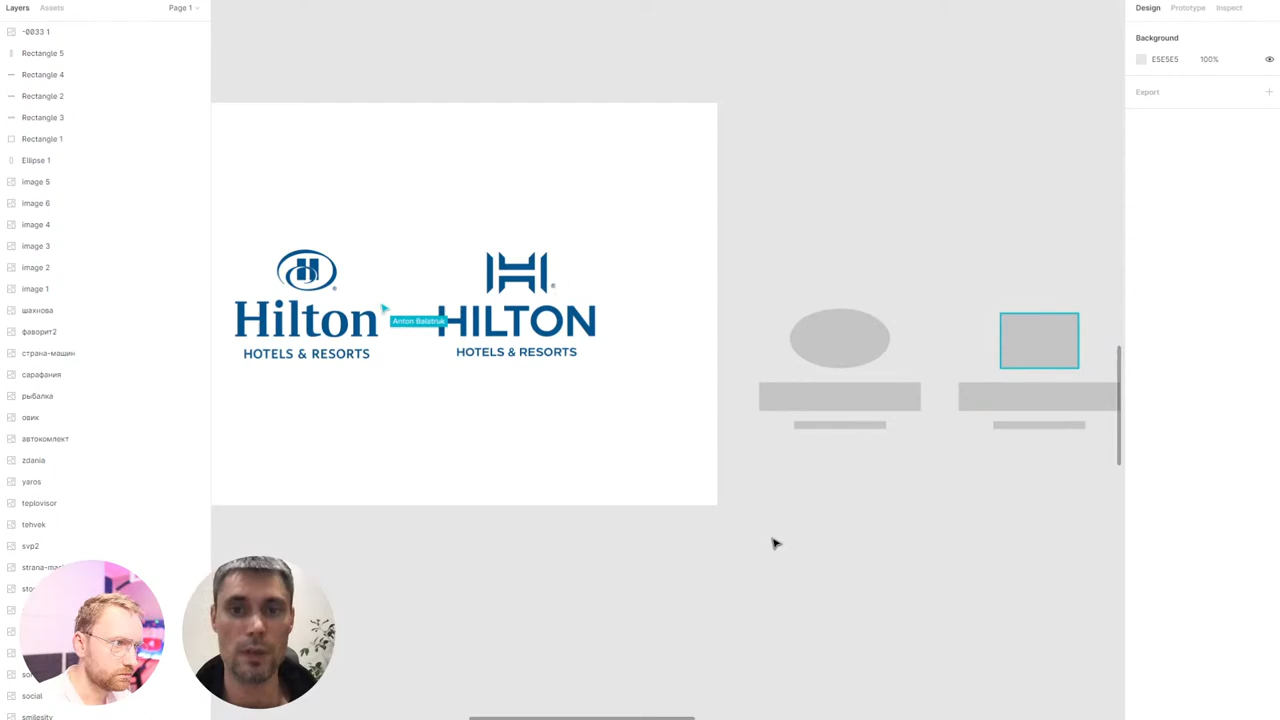 Layers Assets Page 1
-0033 1
Rectangle 5
Rectangle 4
Rectangle 2
Rectangle 3
Rectangle 1
Ellipse 1
image 5
image 6
image 4
image 3
image 2
image 1
шахнова
фаворит2
страна-машин
сарафания
рыбалка
овик
автокомлект
zdania
yaros
teplovisor
tehvek
svp2
social
smilesity
Hilton
HOTELS & RESORTS
Anton Balatruk
HILTON
HOTELS & RESORTS
Design Prototype Inspect
Background
E5E5E5 100%
Export